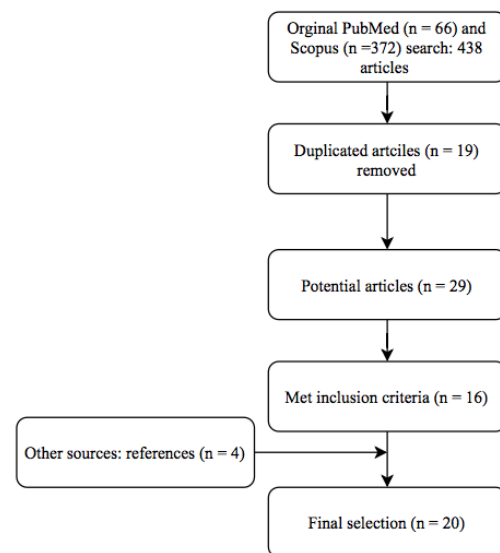 Orginal PubMed (n = 66) and
Scopus (n =372) search: 438
articles
Duplicated artciles (n = 19)
removed
Potential articles (n = 29)
Met inclusion criteria (n = 16)
Other sources: references (n = 4)
Final selection (n = 20)